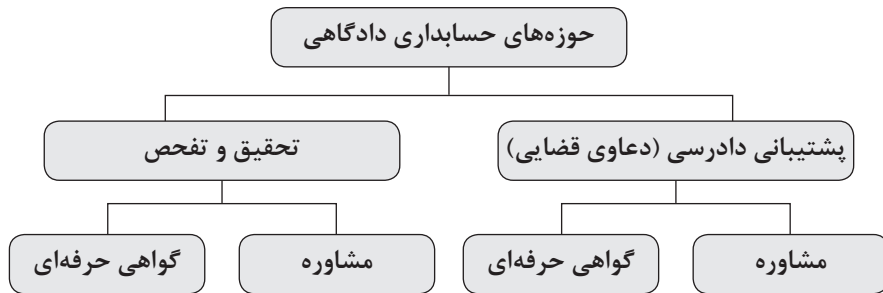 حوزه‌های حسابداری دادگاهی
پشتیبانی دادرسی (دعاوی قضایی)
تحقیق و تفحص
مشاوره
گواهی حرفه‌ای
مشاوره
گواهی حرفه‌ای